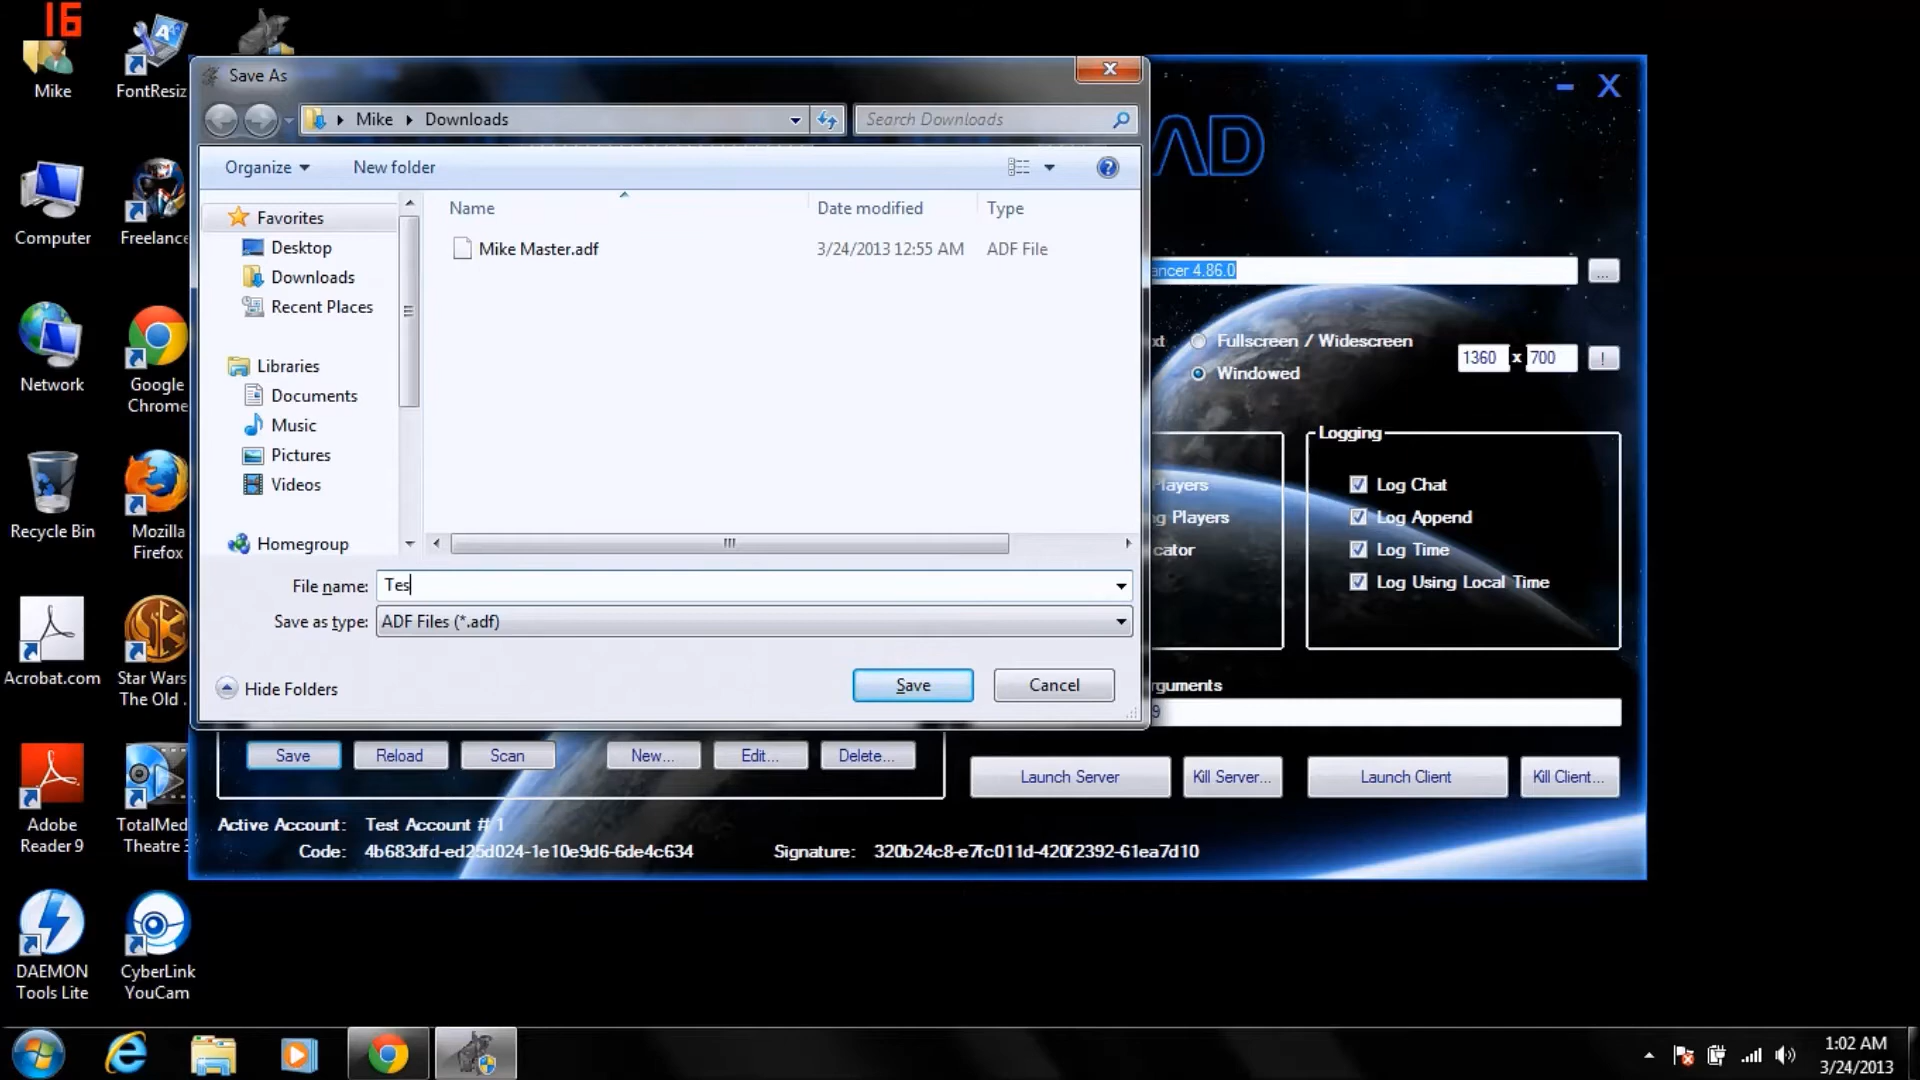 16
Mike
FontResiz
Computer
Freelance
Network
Google
Chrome
Recycle Bin
Mozilla
Firefox
Acrobat.com
Star Wars
The Old .
Adobe
Reader 9
TotalMed
Theatre 3
DAEMON
Tools Lite
CyberLink
YouCam
Save As
Mike
Downloads
Search Downloads
Organize
New folder
Favorites
Desktop
Downloads
Recent Places
Libraries
Documents
Music
Pictures
Videos
Homegroup
Name
Date modified
Type
Mike Master.adf
3/24/2013 12:55 AM
ADF File
File name:
Tes
Save as type:
ADF Files (*.adf)
Hide Folders
Save
Cancel
AD
ancer 4.86.0
...
xt
Fullscreen / Widescreen
Windowed
1360 x 700
!
Players
g Players
cator
Logging
Log Chat
Log Append
Log Time
Log Using Local Time
rguments
9
Save
Reload
Scan
New...
Edit...
Delete...
Launch Server
Kill Server...
Launch Client
Kill Client...
Active Account: Test Account # 1
Code: 4b683dfd-ed25d024-1e10e9d6-6de4c634
Signature: 320b24c8-e7fc011d-420f2392-61ea7d10
1:02 AM
3/24/2013